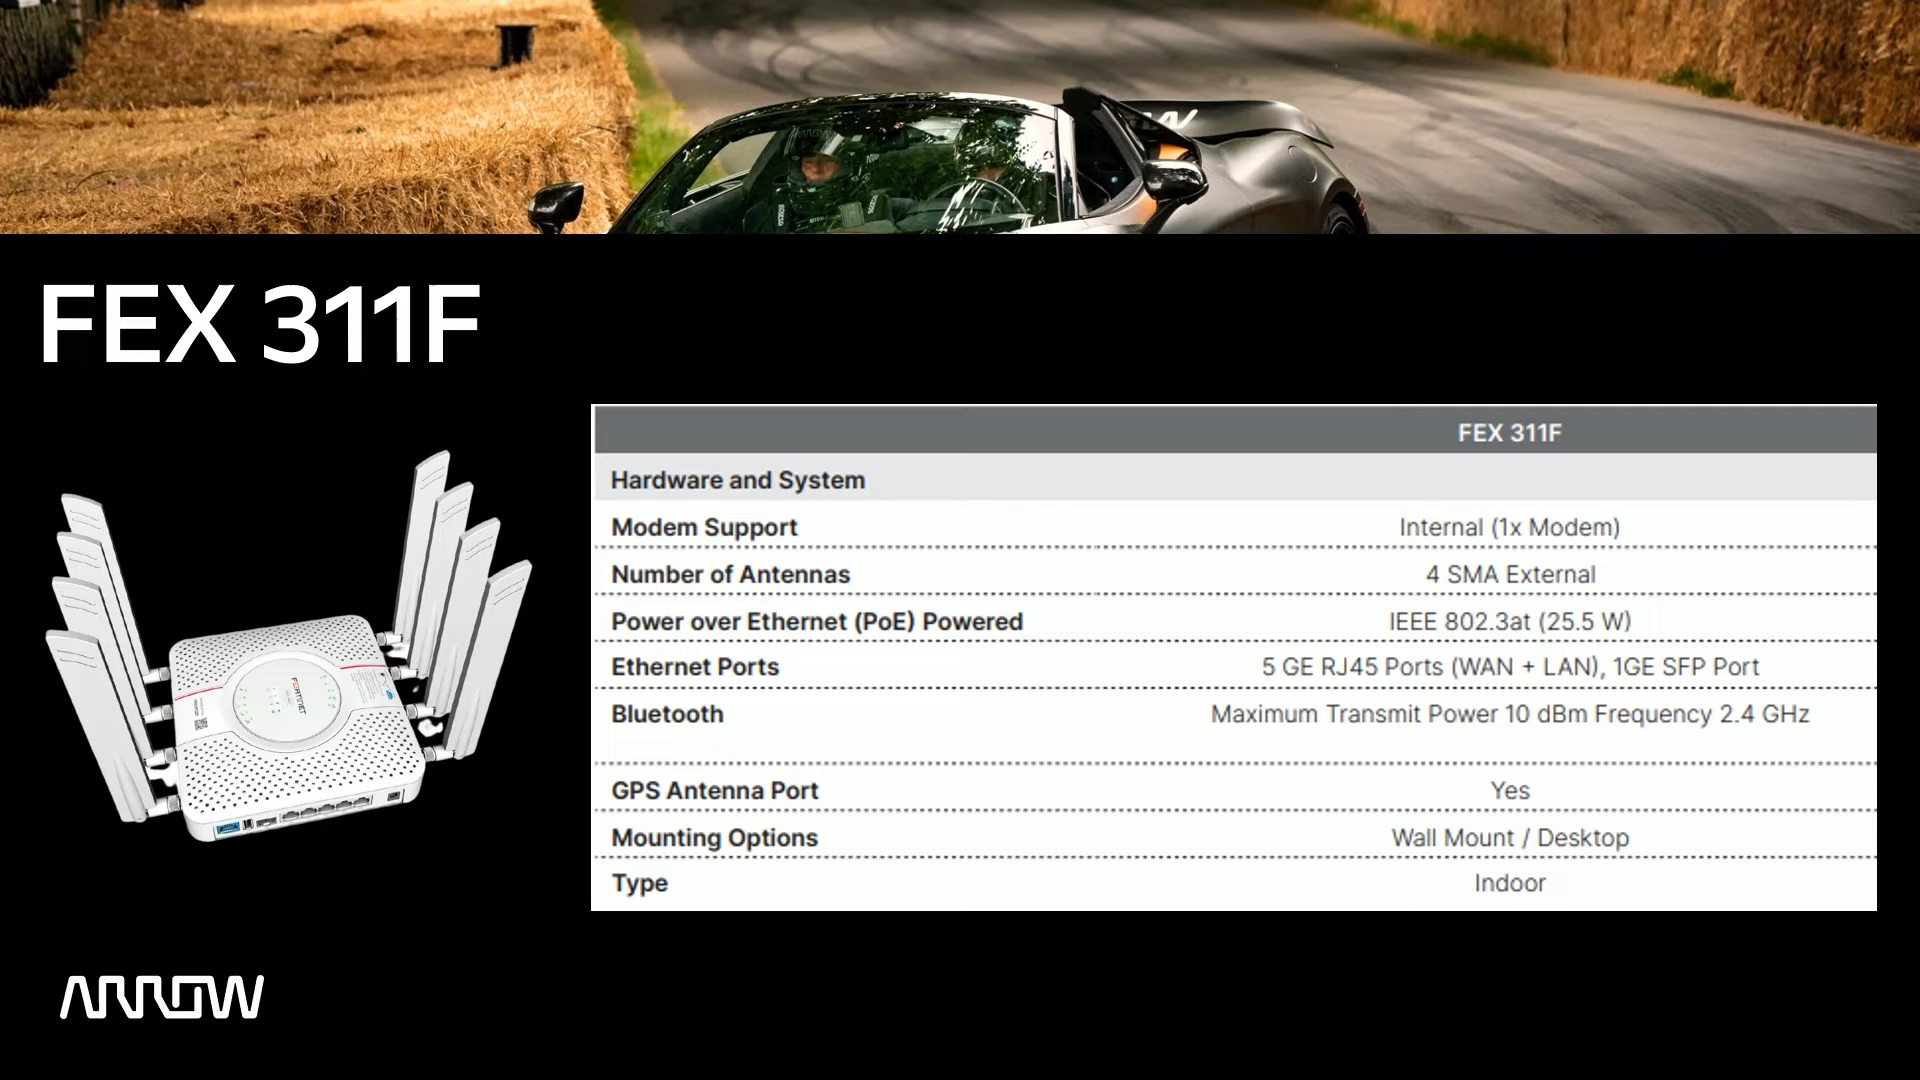 FEX 311F
FEX 311F
Hardware and System
Modem Support Internal (1x Modem)
Number of Antennas 4 SMA External
Power over Ethernet (PoE) Powered IEEE 802.3at (25.5 W)
Ethernet Ports 5 GE RJ45 Ports (WAN + LAN), 1GE SFP Port
Bluetooth Maximum Transmit Power 10 dBm Frequency 2.4 GHz
GPS Antenna Port Yes
Mounting Options Wall Mount / Desktop
Type Indoor
FORTINET
ARROW